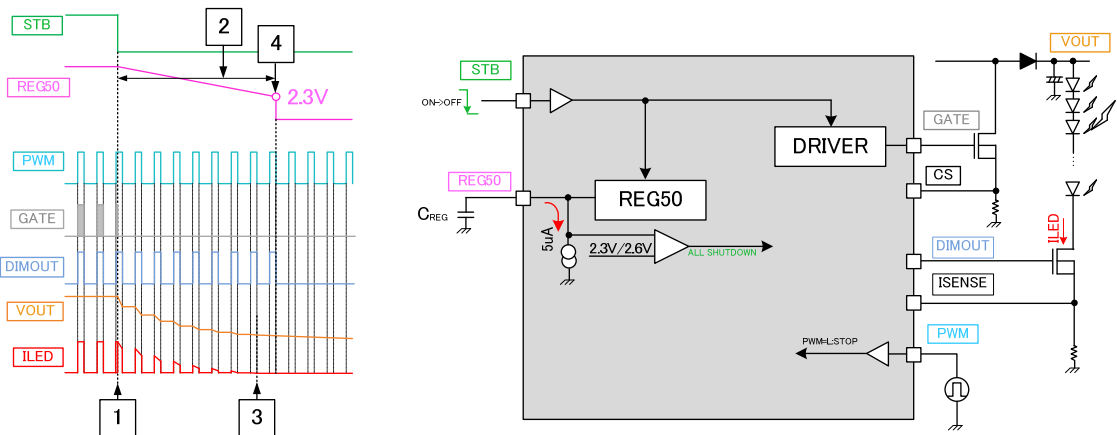 STB
2
4
REG50
2.3V
PWM
GATE
DIMOUT
VOUT
ILED
1
3
STB
ON->OFF
REG50
CREG
5uA
REG50
2.3V/2.6V
ALL SHUTDOWN
DRIVER
GATE
CS
VOUT
ILED
DIMOUT
ISENSE
PWM
PWM=L:STOP